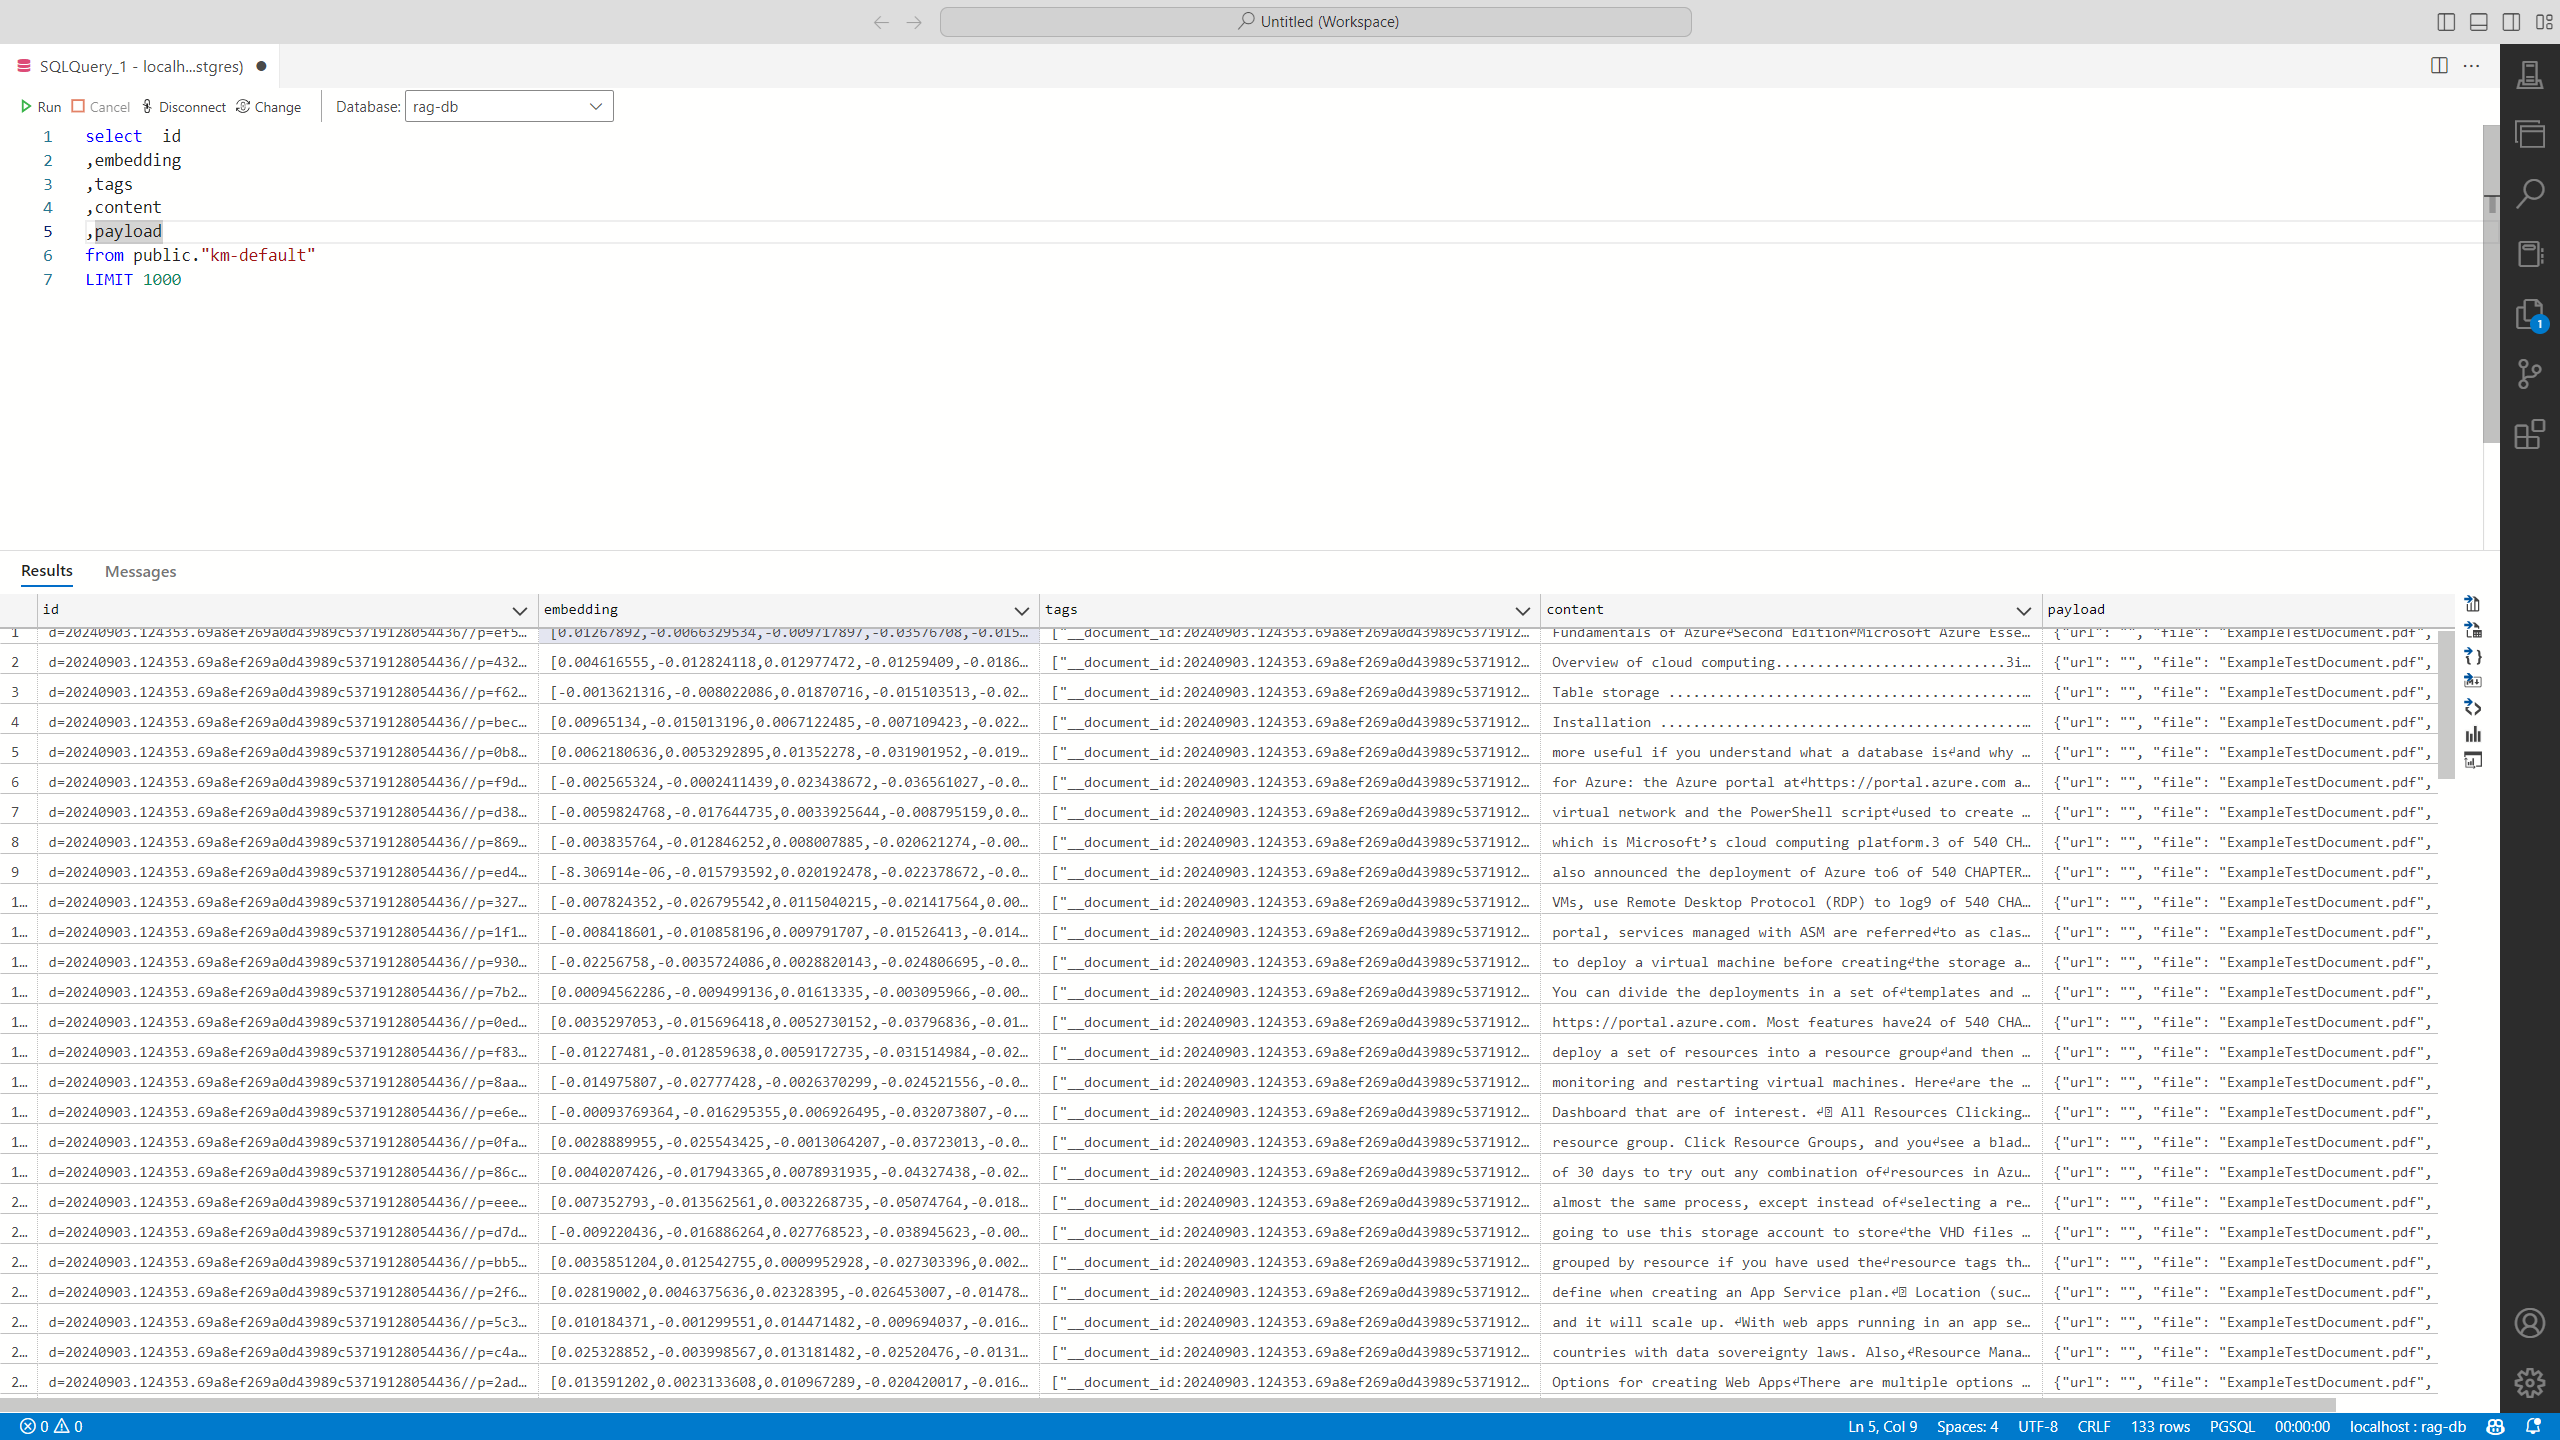 Untitled (Workspace)
SQLQuery_1 - localh...stgres)
Run Cancel Disconnect Change Database: rag-db
1 select  id
2 ,embedding
3 ,tags
4 ,content
5 ,payload
6 from public."km-default"
7 LIMIT 1000
1
Results Messages
id embedding tags content payload
1 d=20240903.124353.69a8ef269a0d43989c53719128054436//p=ef5… [0.01267892,-0.0066329534,-0.009717897,-0.03576708,-0.015… ["__document_id:20240903.124353.69a8ef269a0d43989c5371912… Fundamentals of Azure↵Second Edition↵Microsoft Azure Esse… {"url": "", "file": "ExampleTestDocument.pdf",
2 d=20240903.124353.69a8ef269a0d43989c53719128054436//p=432… [0.004616555,-0.012824118,0.012977472,-0.01259409,-0.0186… ["__document_id:20240903.124353.69a8ef269a0d43989c5371912… Overview of cloud computing............................3i… {"url": "", "file": "ExampleTestDocument.pdf",
3 d=20240903.124353.69a8ef269a0d43989c53719128054436//p=f62… [-0.0013621316,-0.008022086,0.01870716,-0.015103513,-0.02… ["__document_id:20240903.124353.69a8ef269a0d43989c5371912… Table storage ...........................................… {"url": "", "file": "ExampleTestDocument.pdf",
4 d=20240903.124353.69a8ef269a0d43989c53719128054436//p=bec… [0.00965134,-0.015013196,0.0067122485,-0.007109423,-0.022… ["__document_id:20240903.124353.69a8ef269a0d43989c5371912… Installation ............................................… {"url": "", "file": "ExampleTestDocument.pdf",
5 d=20240903.124353.69a8ef269a0d43989c53719128054436//p=0b8… [0.0062180636,0.0053292895,0.01352278,-0.031901952,-0.019… ["__document_id:20240903.124353.69a8ef269a0d43989c5371912… more useful if you understand what a database is↵and why … {"url": "", "file": "ExampleTestDocument.pdf",
6 d=20240903.124353.69a8ef269a0d43989c53719128054436//p=f9d… [-0.002565324,-0.0002411439,0.023438672,-0.036561027,-0.0… ["__document_id:20240903.124353.69a8ef269a0d43989c5371912… for Azure: the Azure portal at↵https://portal.azure.com a… {"url": "", "file": "ExampleTestDocument.pdf",
7 d=20240903.124353.69a8ef269a0d43989c53719128054436//p=d38… [-0.0059824768,-0.017644735,0.0033925644,-0.008795159,0.0… ["__document_id:20240903.124353.69a8ef269a0d43989c5371912… virtual network and the PowerShell script↵used to create … {"url": "", "file": "ExampleTestDocument.pdf",
8 d=20240903.124353.69a8ef269a0d43989c53719128054436//p=869… [-0.003835764,-0.012846252,0.008007885,-0.020621274,-0.00… ["__document_id:20240903.124353.69a8ef269a0d43989c5371912… which is Microsoft’s cloud computing platform.3 of 540 CH… {"url": "", "file": "ExampleTestDocument.pdf",
9 d=20240903.124353.69a8ef269a0d43989c53719128054436//p=ed4… [-8.306914e-06,-0.015793592,0.020192478,-0.022378672,-0.0… ["__document_id:20240903.124353.69a8ef269a0d43989c5371912… also announced the deployment of Azure to6 of 540 CHAPTER… {"url": "", "file": "ExampleTestDocument.pdf",
1… d=20240903.124353.69a8ef269a0d43989c53719128054436//p=327… [-0.007824352,-0.026795542,0.0115040215,-0.021417564,0.00… ["__document_id:20240903.124353.69a8ef269a0d43989c5371912… VMs, use Remote Desktop Protocol (RDP) to log9 of 540 CHA… {"url": "", "file": "ExampleTestDocument.pdf",
1… d=20240903.124353.69a8ef269a0d43989c53719128054436//p=1f1… [-0.008418601,-0.010858196,0.009791707,-0.01526413,-0.014… ["__document_id:20240903.124353.69a8ef269a0d43989c5371912… portal, services managed with ASM are referred↵to as clas… {"url": "", "file": "ExampleTestDocument.pdf",
1… d=20240903.124353.69a8ef269a0d43989c53719128054436//p=930… [-0.02256758,-0.0035724086,0.0028820143,-0.024806695,-0.0… ["__document_id:20240903.124353.69a8ef269a0d43989c5371912… to deploy a virtual machine before creating↵the storage a… {"url": "", "file": "ExampleTestDocument.pdf",
1… d=20240903.124353.69a8ef269a0d43989c53719128054436//p=7b2… [0.00094562286,-0.009499136,0.01613335,-0.003095966,-0.00… ["__document_id:20240903.124353.69a8ef269a0d43989c5371912… You can divide the deployments in a set of↵templates and … {"url": "", "file": "ExampleTestDocument.pdf",
1… d=20240903.124353.69a8ef269a0d43989c53719128054436//p=0ed… [0.0035297053,-0.015696418,0.0052730152,-0.03796836,-0.01… ["__document_id:20240903.124353.69a8ef269a0d43989c5371912… https://portal.azure.com. Most features have24 of 540 CHA… {"url": "", "file": "ExampleTestDocument.pdf",
1… d=20240903.124353.69a8ef269a0d43989c53719128054436//p=f83… [-0.01227481,-0.012859638,0.0059172735,-0.031514984,-0.02… ["__document_id:20240903.124353.69a8ef269a0d43989c5371912… deploy a set of resources into a resource group↵and then … {"url": "", "file": "ExampleTestDocument.pdf",
1… d=20240903.124353.69a8ef269a0d43989c53719128054436//p=8aa… [-0.014975807,-0.02777428,-0.0026370299,-0.024521556,-0.0… ["__document_id:20240903.124353.69a8ef269a0d43989c5371912… monitoring and restarting virtual machines. Here↵are the … {"url": "", "file": "ExampleTestDocument.pdf",
1… d=20240903.124353.69a8ef269a0d43989c53719128054436//p=e6e… [-0.00093769364,-0.016295355,0.006926495,-0.032073807,-0.… ["__document_id:20240903.124353.69a8ef269a0d43989c5371912… Dashboard that are of interest. ↵ All Resources Clicking… {"url": "", "file": "ExampleTestDocument.pdf",
1… d=20240903.124353.69a8ef269a0d43989c53719128054436//p=0fa… [0.0028889955,-0.025543425,-0.0013064207,-0.03723013,-0.0… ["__document_id:20240903.124353.69a8ef269a0d43989c5371912… resource group. Click Resource Groups, and you↵see a blad… {"url": "", "file": "ExampleTestDocument.pdf",
1… d=20240903.124353.69a8ef269a0d43989c53719128054436//p=86c… [0.0040207426,-0.017943365,0.0078931935,-0.04327438,-0.02… ["__document_id:20240903.124353.69a8ef269a0d43989c5371912… of 30 days to try out any combination of↵resources in Azu… {"url": "", "file": "ExampleTestDocument.pdf",
2… d=20240903.124353.69a8ef269a0d43989c53719128054436//p=eee… [0.007352793,-0.013562561,0.0032268735,-0.05074764,-0.018… ["__document_id:20240903.124353.69a8ef269a0d43989c5371912… almost the same process, except instead of↵selecting a re… {"url": "", "file": "ExampleTestDocument.pdf",
2… d=20240903.124353.69a8ef269a0d43989c53719128054436//p=d7d… [-0.009220436,-0.016886264,0.027768523,-0.038945623,-0.00… ["__document_id:20240903.124353.69a8ef269a0d43989c5371912… going to use this storage account to store↵the VHD files … {"url": "", "file": "ExampleTestDocument.pdf",
2… d=20240903.124353.69a8ef269a0d43989c53719128054436//p=bb5… [0.0035851204,0.012542755,0.0009952928,-0.027303396,0.002… ["__document_id:20240903.124353.69a8ef269a0d43989c5371912… grouped by resource if you have used the↵resource tags th… {"url": "", "file": "ExampleTestDocument.pdf",
2… d=20240903.124353.69a8ef269a0d43989c53719128054436//p=2f6… [0.02819002,0.0046375636,0.02328395,-0.026453007,-0.01478… ["__document_id:20240903.124353.69a8ef269a0d43989c5371912… define when creating an App Service plan.↵ Location (suc… {"url": "", "file": "ExampleTestDocument.pdf",
2… d=20240903.124353.69a8ef269a0d43989c53719128054436//p=5c3… [0.010184371,-0.001299551,0.014471482,-0.009694037,-0.016… ["__document_id:20240903.124353.69a8ef269a0d43989c5371912… and it will scale up. ↵With web apps running in an app se… {"url": "", "file": "ExampleTestDocument.pdf",
2… d=20240903.124353.69a8ef269a0d43989c53719128054436//p=c4a… [0.025328852,-0.003998567,0.013181482,-0.02520476,-0.0131… ["__document_id:20240903.124353.69a8ef269a0d43989c5371912… countries with data sovereignty laws. Also,↵Resource Mana… {"url": "", "file": "ExampleTestDocument.pdf",
2… d=20240903.124353.69a8ef269a0d43989c53719128054436//p=2ad… [0.013591202,0.0023133608,0.010967289,-0.020420017,-0.016… ["__document_id:20240903.124353.69a8ef269a0d43989c5371912… Options for creating Web Apps↵There are multiple options … {"url": "", "file": "ExampleTestDocument.pdf",
0 0 Ln 5, Col 9 Spaces: 4 UTF-8 CRLF 133 rows PGSQL 00:00:00 localhost : rag-db